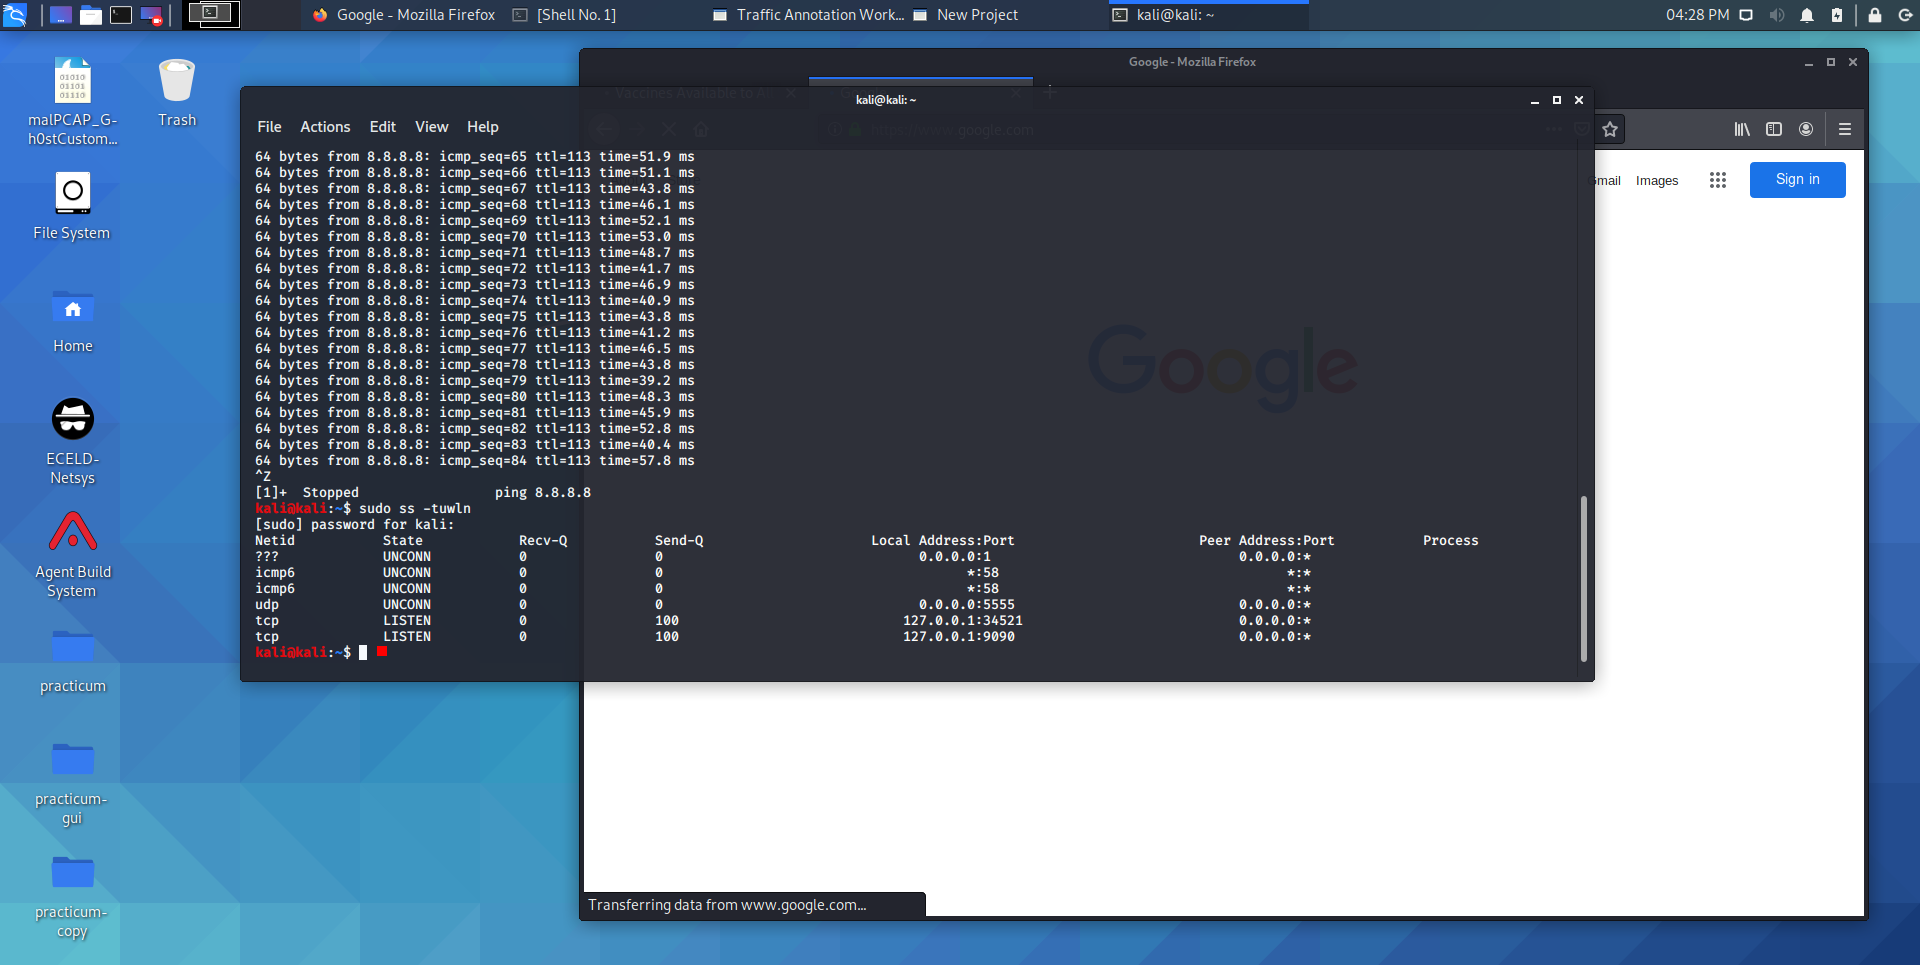 Google - Mozilla Firefox
[Shell No. 1]
Traffic Annotation Work...
New Project
kali@kali: ~
04:28 PM
malPCAP_G-
h0stCustom...
Trash
File System
Home
ECELD-
Netsys
Agent Build
System
practicum
practicum-
gui
practicum-
copy
Google - Mozilla Firefox
Vaccines Available to All
kali@kali: ~
File Actions Edit View Help
www.google.com
Gmail Images
Sign in
Google
64 bytes from 8.8.8.8: icmp_seq=65 ttl=113 time=51.9 ms
64 bytes from 8.8.8.8: icmp_seq=66 ttl=113 time=51.1 ms
64 bytes from 8.8.8.8: icmp_seq=67 ttl=113 time=43.8 ms
64 bytes from 8.8.8.8: icmp_seq=68 ttl=113 time=46.1 ms
64 bytes from 8.8.8.8: icmp_seq=69 ttl=113 time=52.1 ms
64 bytes from 8.8.8.8: icmp_seq=70 ttl=113 time=53.0 ms
64 bytes from 8.8.8.8: icmp_seq=71 ttl=113 time=48.7 ms
64 bytes from 8.8.8.8: icmp_seq=72 ttl=113 time=41.7 ms
64 bytes from 8.8.8.8: icmp_seq=73 ttl=113 time=46.9 ms
64 bytes from 8.8.8.8: icmp_seq=74 ttl=113 time=40.9 ms
64 bytes from 8.8.8.8: icmp_seq=75 ttl=113 time=43.8 ms
64 bytes from 8.8.8.8: icmp_seq=76 ttl=113 time=41.2 ms
64 bytes from 8.8.8.8: icmp_seq=77 ttl=113 time=46.5 ms
64 bytes from 8.8.8.8: icmp_seq=78 ttl=113 time=43.8 ms
64 bytes from 8.8.8.8: icmp_seq=79 ttl=113 time=39.2 ms
64 bytes from 8.8.8.8: icmp_seq=80 ttl=113 time=48.3 ms
64 bytes from 8.8.8.8: icmp_seq=81 ttl=113 time=45.9 ms
64 bytes from 8.8.8.8: icmp_seq=82 ttl=113 time=52.8 ms
64 bytes from 8.8.8.8: icmp_seq=83 ttl=113 time=40.4 ms
64 bytes from 8.8.8.8: icmp_seq=84 ttl=113 time=57.8 ms
^Z
[1]+ Stopped ping 8.8.8.8
kali@kali:~$ sudo ss -tuwln
[sudo] password for kali:
Netid State Recv-Q Send-Q Local Address:Port Peer Address:Port Process
??? UNCONN 0 0 0.0.0.0:1 0.0.0.0:*
icmp6 UNCONN 0 0 *:58 *:*
icmp6 UNCONN 0 0 *:58 *:*
udp UNCONN 0 0 0.0.0.0:5555 0.0.0.0:*
tcp LISTEN 0 100 127.0.0.1:34521 0.0.0.0:*
tcp LISTEN 0 100 127.0.0.1:9090 0.0.0.0:*
kali@kali:~$
Transferring data from www.google.com...